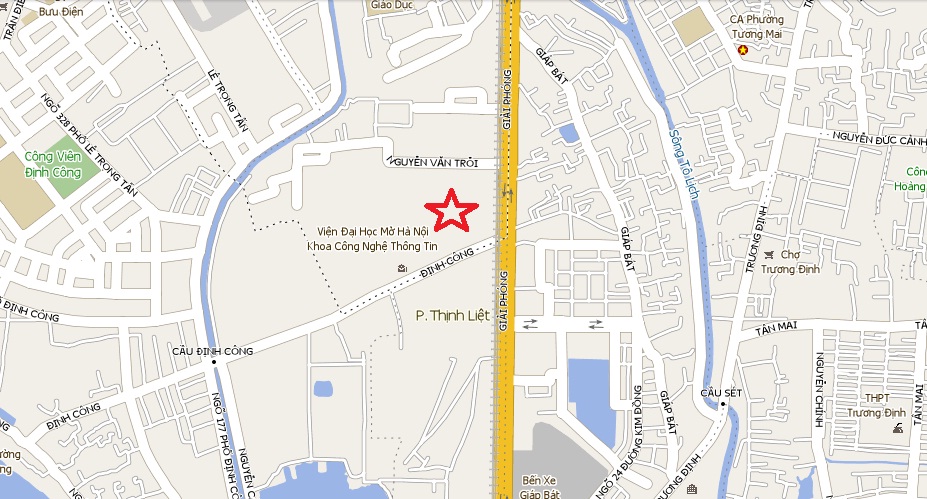 TRẦN ĐIỀN
Bưu Điện
Giáo Dục
CA Phường
Tương Mai
LÊ TRỌNG TẤN
NGÕ 328 PHỐ LÊ TRỌNG TẤN
Công Viên
Định Công
GIẢI PHÓNG
GIÁP BÁT
Sông Tô Lịch
NGUYỄN ĐỨC CẢNH
NGUYỄN VĂN TRỖI
Hoàng
Viện Đại Học Mở Hà Nội
Khoa Công Nghệ Thông Tin
ĐỊNH CÔNG
GIÁP BÁT
TRƯƠNG ĐỊNH
Chợ
Trương Định
GIẢI PHÓNG
P. Thịnh Liệt
ĐỊNH CÔNG
TÂN MAI
CẦU ĐỊNH CÔNG
CẦU SÉT
NGUYỄN CHÍNH
TÂN MAI
THPT
Trương Định
ĐỊNH CÔNG
NGÕ 177 PHỐ ĐỊNH CÔNG
NGUYỄN C
NGÕ 24 ĐƯỜNG KIM ĐỒNG
GIÁP BÁT
TRƯƠNG ĐỊNH
Bến Xe
Giáp Bát